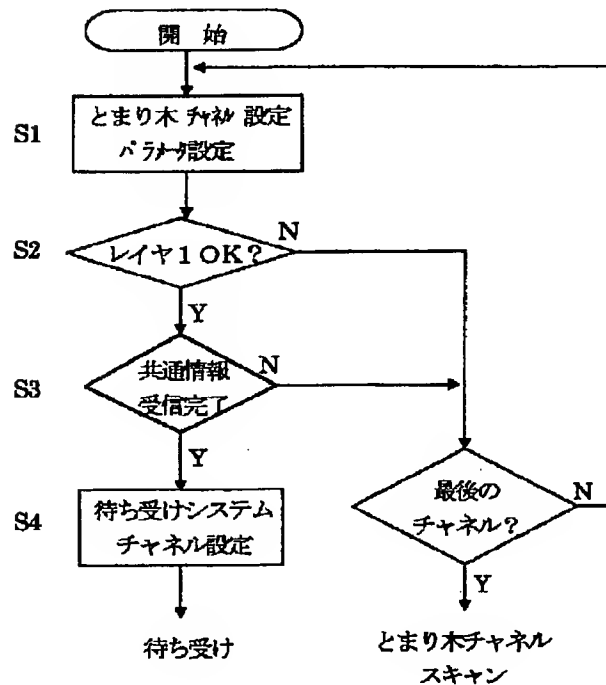 開 始
S1
とまり木 チャネル 設定
パラメータ設定
S2
レイヤ1 OK?
N
Y
S3
共通情報
受信完了
N
Y
S4
待ち受けシステム
チャネル設定
最後の
チャネル?
N
Y
待ち受け
とまり木チャネル
スキャン